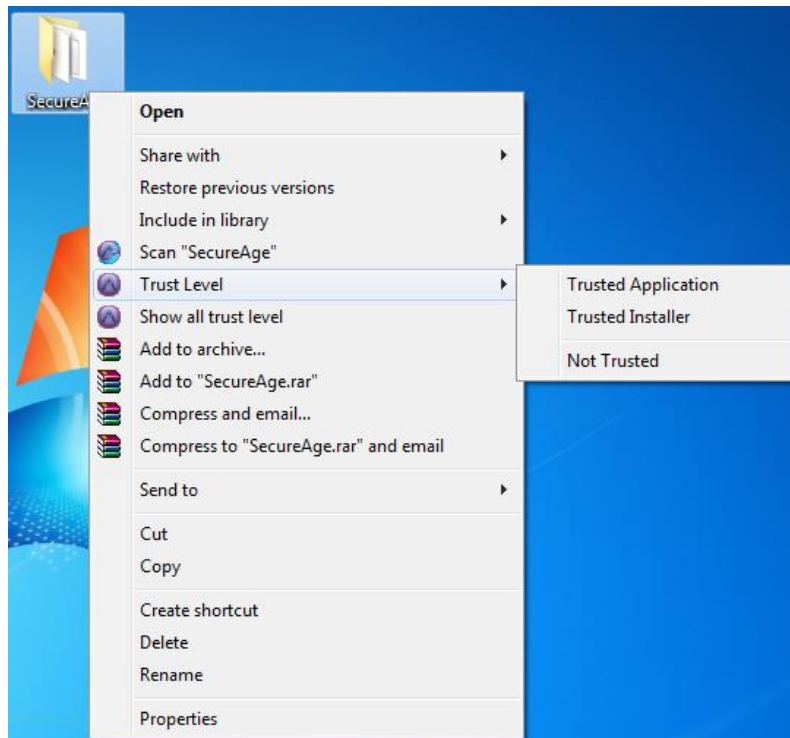 SecureA
Open
Share with
Restore previous versions
Include in library
Scan "SecureAge"
Trust Level
Show all trust level
Add to archive...
Add to "SecureAge.rar"
Compress and email...
Compress to "SecureAge.rar" and email
Send to
Cut
Copy
Create shortcut
Delete
Rename
Properties
Trusted Application
Trusted Installer
Not Trusted